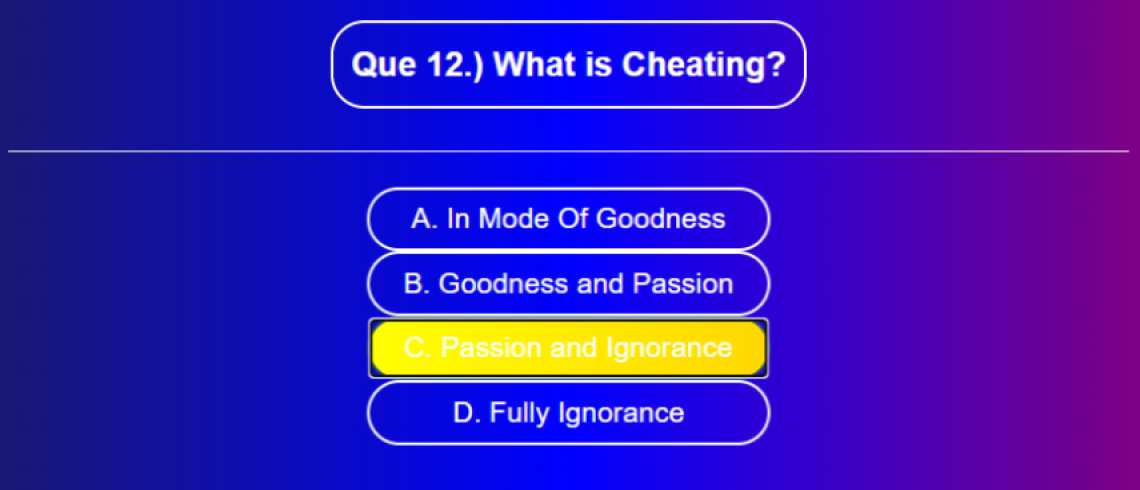 Que 12.) What is Cheating?
A. In Mode Of Goodness
B. Goodness and Passion
C. Passion and Ignorance
D. Fully Ignorance